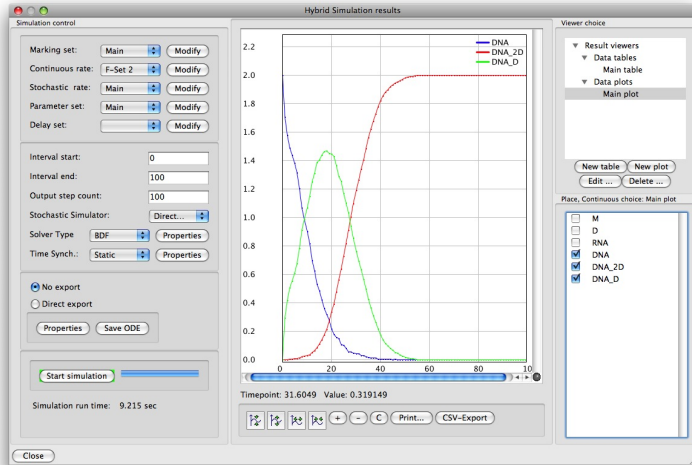 Hybrid Simulation results
Simulation control
Marking set: Main Modify
Continuous rate: F-Set 2 Modify
Stochastic rate: Main Modify
Parameter set: Main Modify
Delay set: Modify
Interval start: 0
Interval end: 100
Output step count: 100
Stochastic Simulator: Direct...
Solver Type BDF Properties
Time Synch.: Static Properties
No export
Direct export
Properties Save ODE
Start simulation
Simulation run time: 9.215 sec
Close
DNA
DNA_2D
DNA_D
2.2
2.0
1.8
1.6
1.4
1.2
1.0
0.8
0.6
0.4
0.2
0.0
0 20 40 60 80 10
Timepoint: 31.6049 Value: 0.319149
+ - C Print... CSV-Export
Viewer choice
Result viewers
Data tables
Main table
Data plots
Main plot
New table New plot
Edit ... Delete ...
Place, Continuous choice: Main plot
M
D
RNA
DNA
DNA_2D
DNA_D